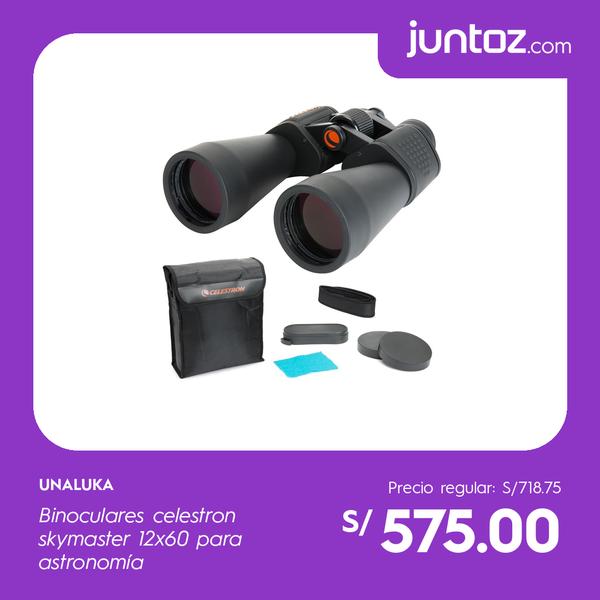 juntoz.com
CELESTRON
UNALUKA
Binoculares celestron
skymaster 12x60 para
astronomía
Precio regular: S/718.75
S/575.00